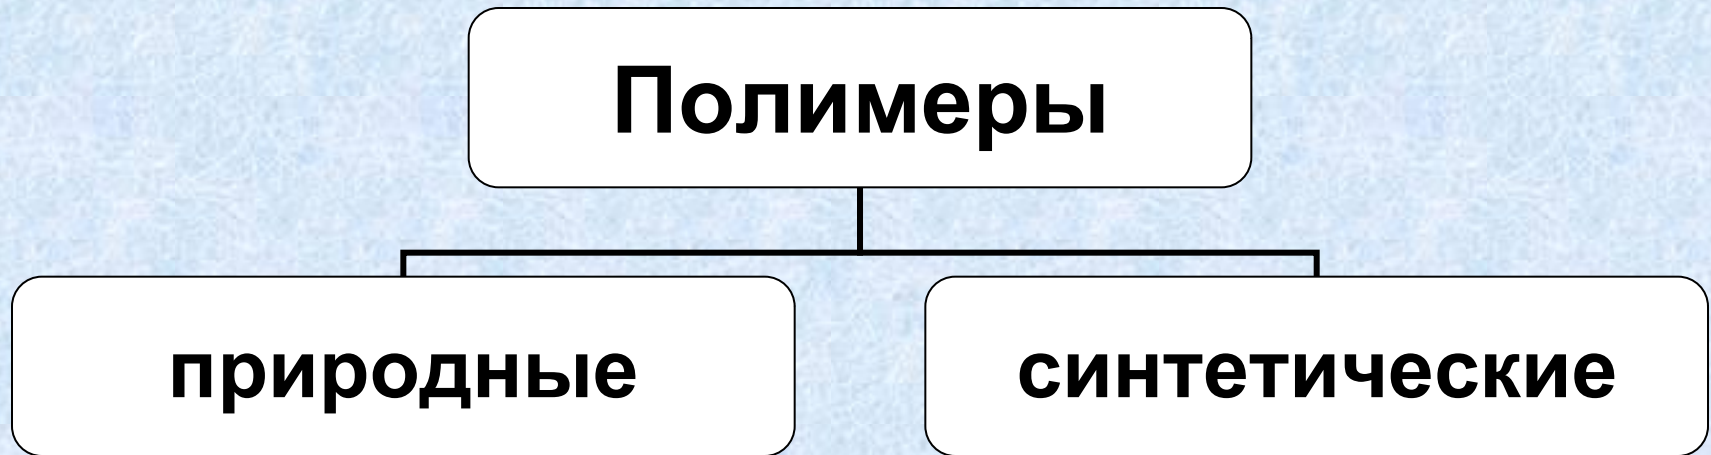 Полимеры
природные
синтетические